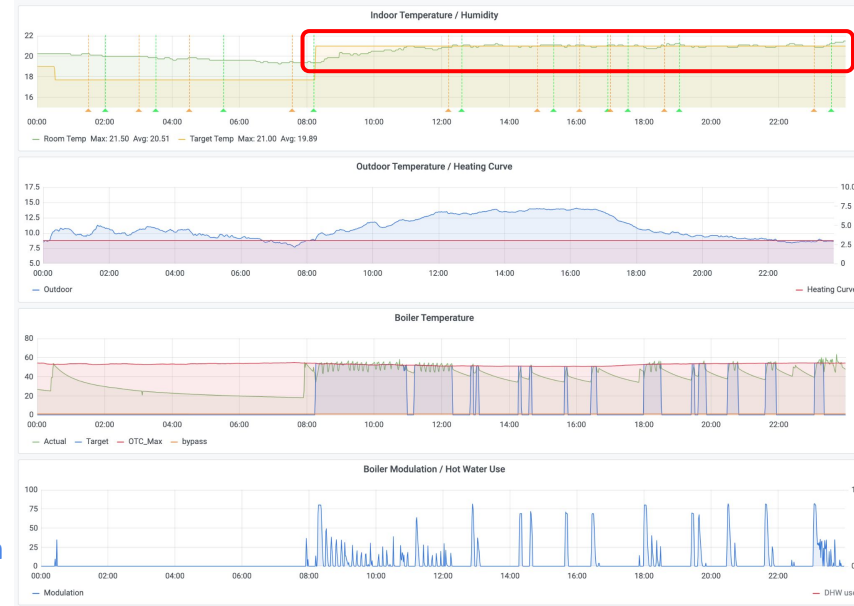 Indoor Temperature / Humidity
22
20
18
16
00:00 02:00 04:00 06:00 08:00 10:00 12:00 14:00 16:00 18:00 20:00 22:00
Room Temp Max: 21.50 Avg: 20.51 Target Temp Max: 21.00 Avg: 19.89
Outdoor Temperature / Heating Curve
17.5 10.0
15.0 7.5
12.5
10.0 5.0
7.5 2.5
5.0 0
00:00 02:00 04:00 06:00 08:00 10:00 12:00 14:00 16:00 18:00 20:00 22:00
Outdoor Heating Curve
Boiler Temperature
80
60
40
20
0
00:00 02:00 04:00 06:00 08:00 10:00 12:00 14:00 16:00 18:00 20:00 22:00
Actual Target OTC_Max bypass
Boiler Modulation / Hot Water Use
100 1
75
50
25
0 0
00:00 02:00 04:00 06:00 08:00 10:00 12:00 14:00 16:00 18:00 20:00 22:00
Modulation DHW use